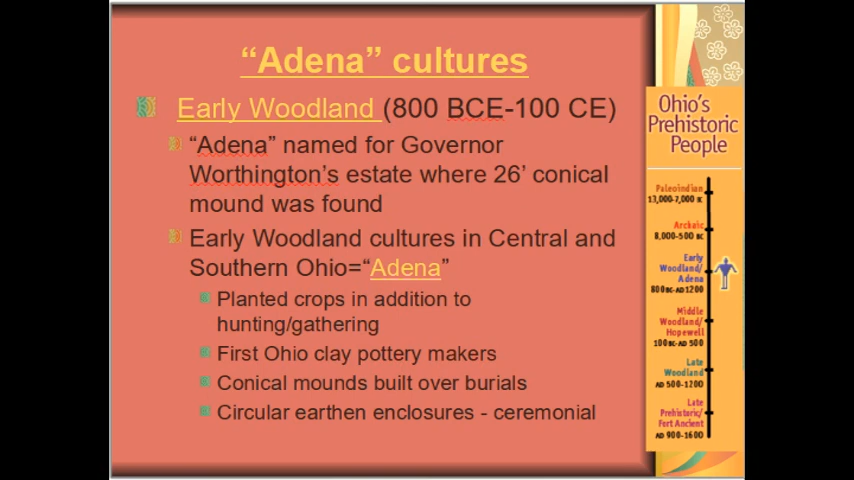 “Adena” cultures
Early Woodland (800 BCE-100 CE)
“Adena” named for Governor
Worthington’s estate where 26’ conical
mound was found
Early Woodland cultures in Central and
Southern Ohio=“Adena”
Planted crops in addition to
hunting/gathering
First Ohio clay pottery makers
Conical mounds built over burials
Circular earthen enclosures - ceremonial
Ohio’s
Prehistoric
People
Paleoindian
13,000-7,000 BC
Archaic
8,000-500 BC
Early
Woodland/
Adena
800 BC-AD 1200
Middle
Woodland/
Hopewell
100 BC-AD 500
Late
Woodland
AD 500-1200
Late
Prehistoric/
Fort Ancient
AD 900-1600